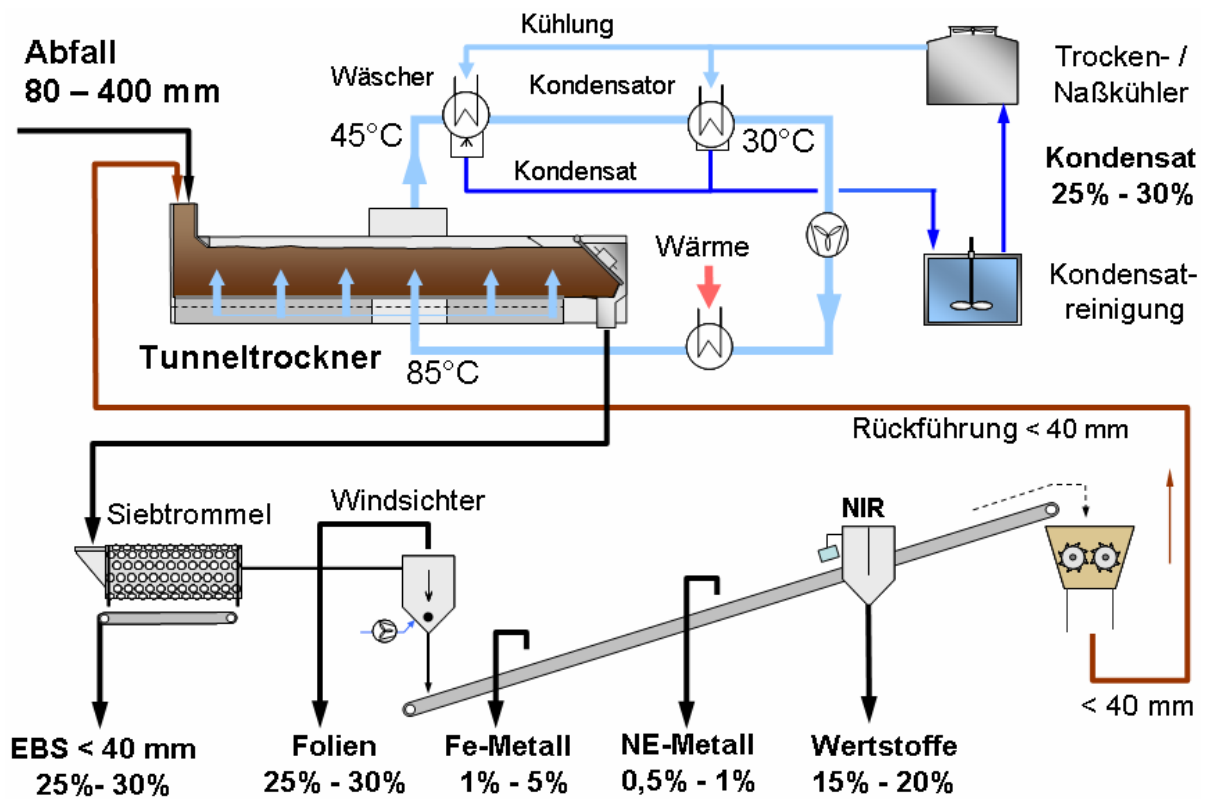 Abfall
80 – 400 mm
Kühlung
Wäscher
Kondensator
Trocken- /
Naßkühler
45°C
30°C
Kondensat
Kondensat
25% - 30%
Wärme
Kondensat-
reinigung
Tunneltrockner
85°C
Rückführung < 40 mm
Siebtrommel
Windsichter
NIR
< 40 mm
EBS < 40 mm
25%- 30%
Folien
25% - 30%
Fe-Metall
1% - 5%
NE-Metall
0,5% - 1%
Wertstoffe
15% - 20%